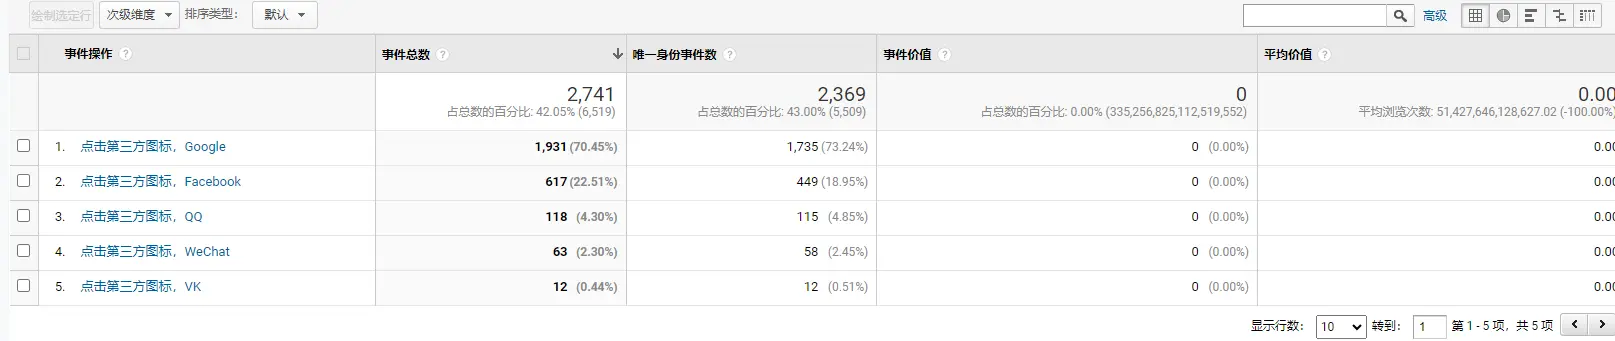 绘制选定行 次级维度 排序类型： 默认 高级
事件操作 ? 事件总数 ? 唯一身份事件数 ? 事件价值 ? 平均价值 ?
2,741 2,369 0 0.00
占总数的百分比: 42.05% (6,519) 占总数的百分比: 43.00% (5,509) 占总数的百分比: 0.00% (335,256,825,112,519,552) 平均浏览次数: 51,427,646,128,627.02 (-100.00%)
1. 点击第三方图标，Google 1,931 (70.45%) 1,735 (73.24%) 0 (0.00%) 0.00
2. 点击第三方图标，Facebook 617 (22.51%) 449 (18.95%) 0 (0.00%) 0.00
3. 点击第三方图标，QQ 118 (4.30%) 115 (4.85%) 0 (0.00%) 0.00
4. 点击第三方图标，WeChat 63 (2.30%) 58 (2.45%) 0 (0.00%) 0.00
5. 点击第三方图标，VK 12 (0.44%) 12 (0.51%) 0 (0.00%) 0.00
显示行数： 10 转到： 1 第 1 - 5 项，共 5 项